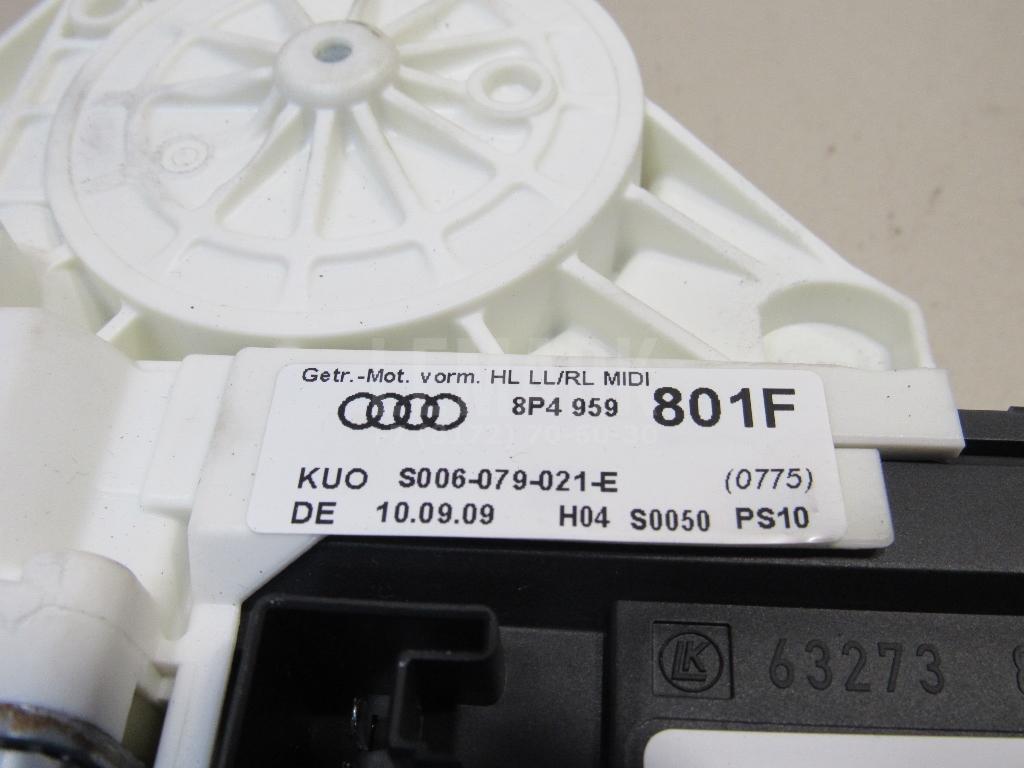 Getr.-Mot. vorm. HL LL/RL MIDI
8P4 959 801F
KUO S006-079-021-E (0775)
DE 10.09.09 H04 S0050 PS10
LK 63273